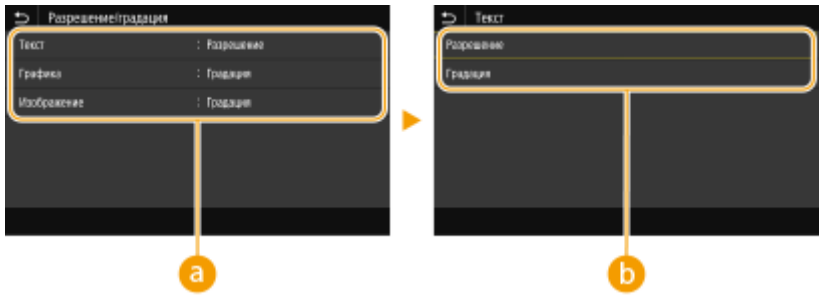 Разрешение/градация
Текст : Разрешение
Графика : Градация
Изображение : Градация
a
Текст
Разрешение
Градация
b